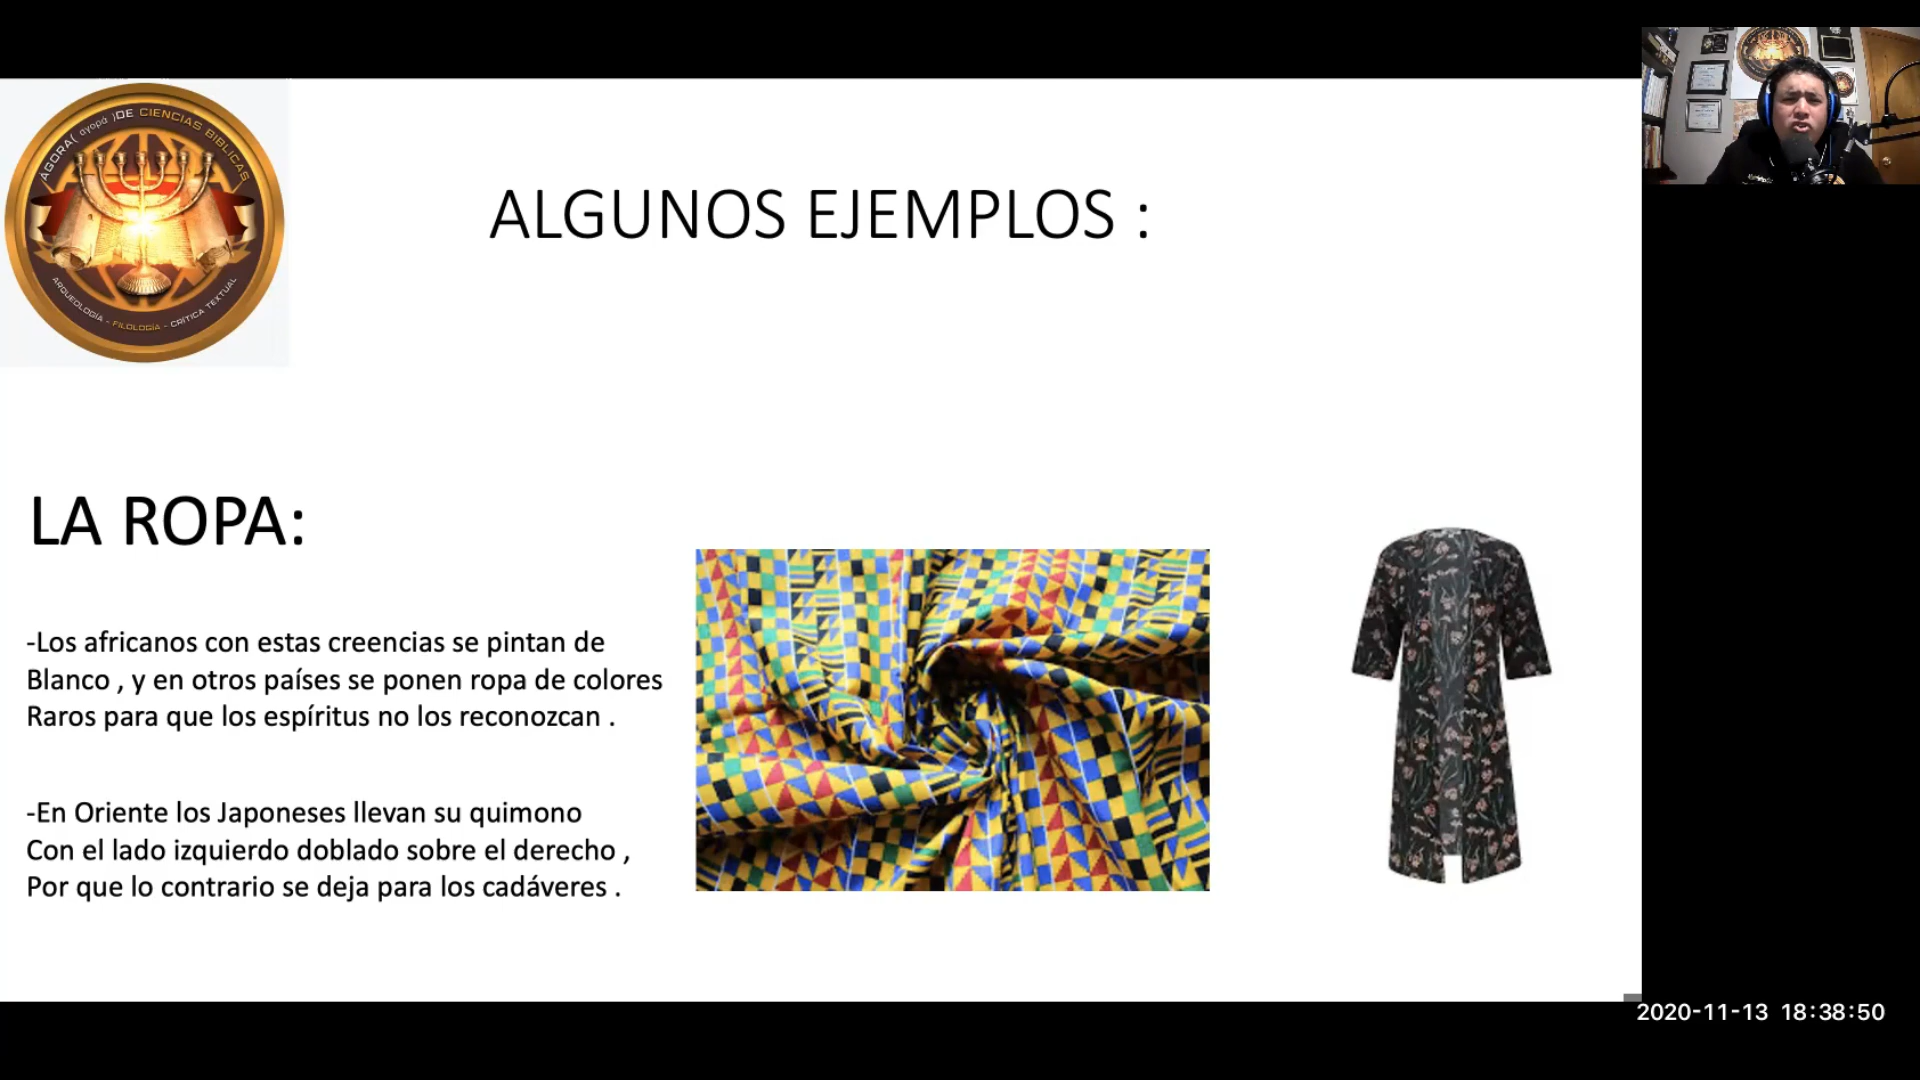 ÁGORA( αγορά )DE CIENCIAS BÍBLICAS
ARQUEOLOGÍA - FILOLOGÍA - CRÍTICA TEXTUAL
ALGUNOS EJEMPLOS :
LA ROPA:
-Los africanos con estas creencias se pintan de
Blanco , y en otros países se ponen ropa de colores
Raros para que los espíritus no los reconozcan .
-En Oriente los Japoneses llevan su quimono
Con el lado izquierdo doblado sobre el derecho ,
Por que lo contrario se deja para los cadáveres .
2020-11-13 18:38:50